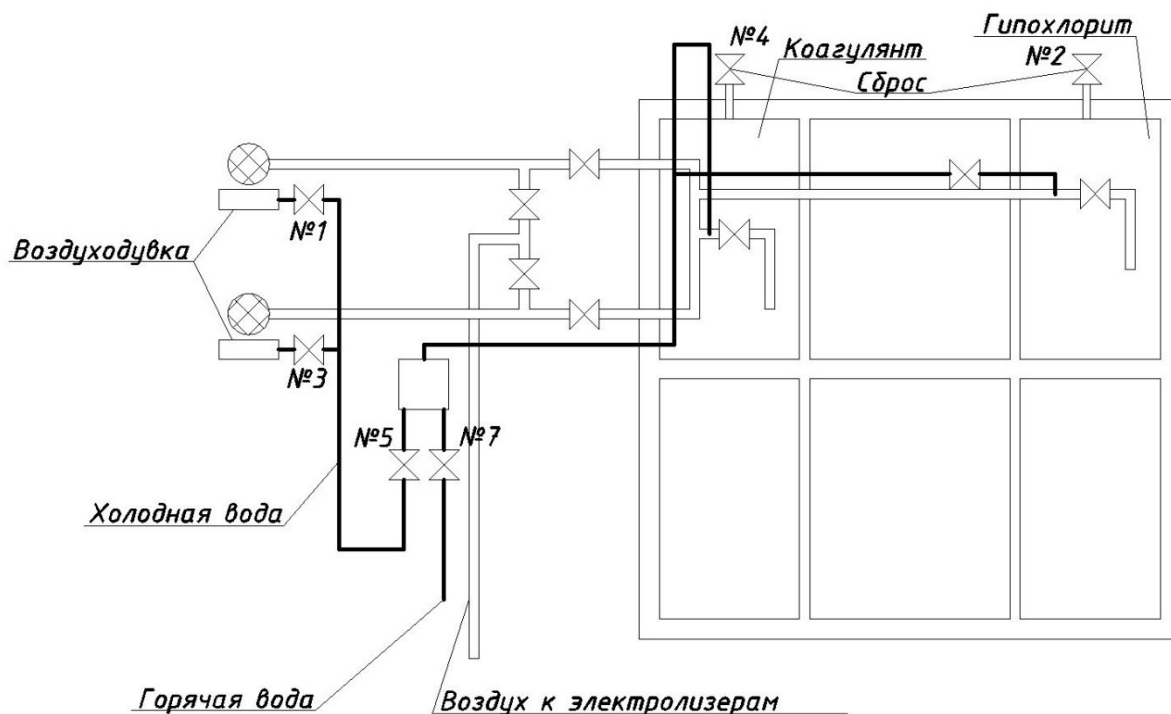 Гипохлорит
№4
Коагулянт
№2
Сброс
№1
Воздуходувка
№3
№5
№7
Холодная вода
Горячая вода
Воздух к электролизерам